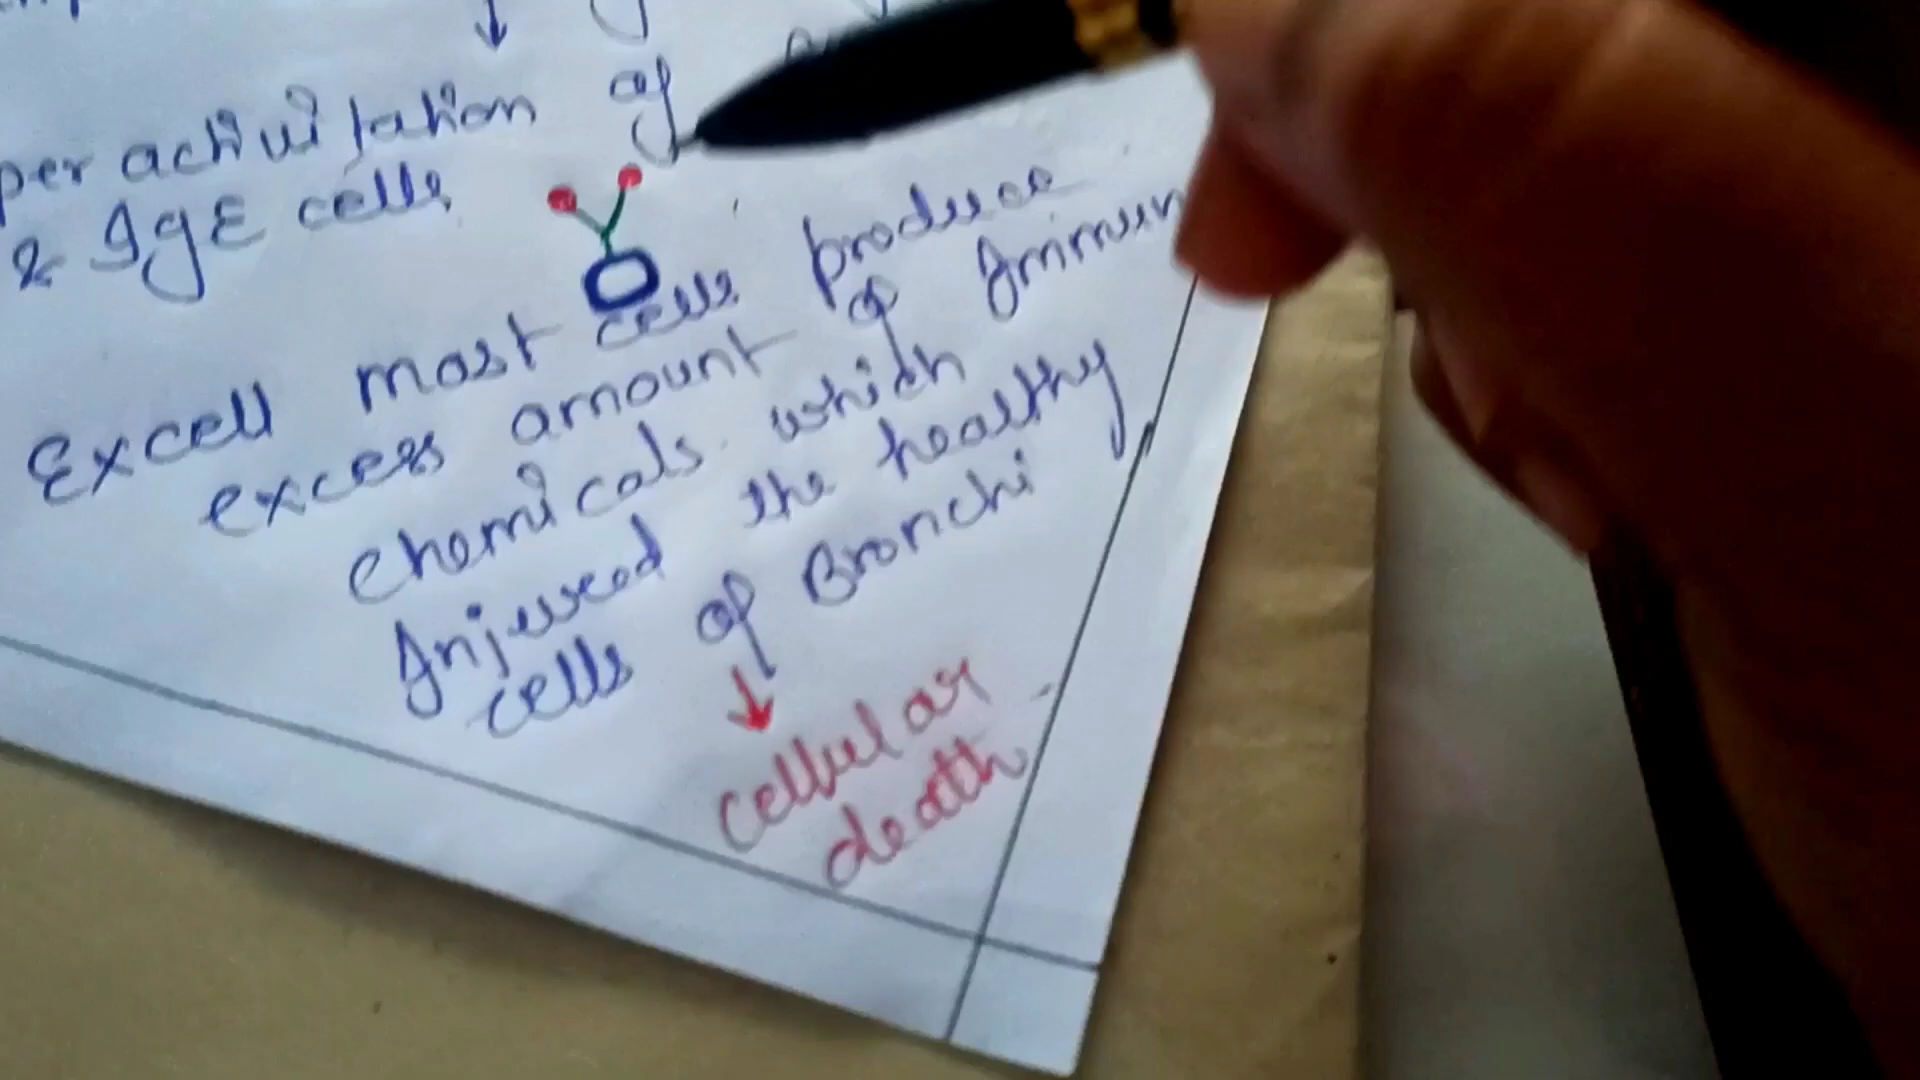 ↓
of
per activitation
& IgE cells
Excell mast cells produce
excess amount of Immun
chemicals which
Injuured the healthy
cells of Bronchi
↓
cellular
death